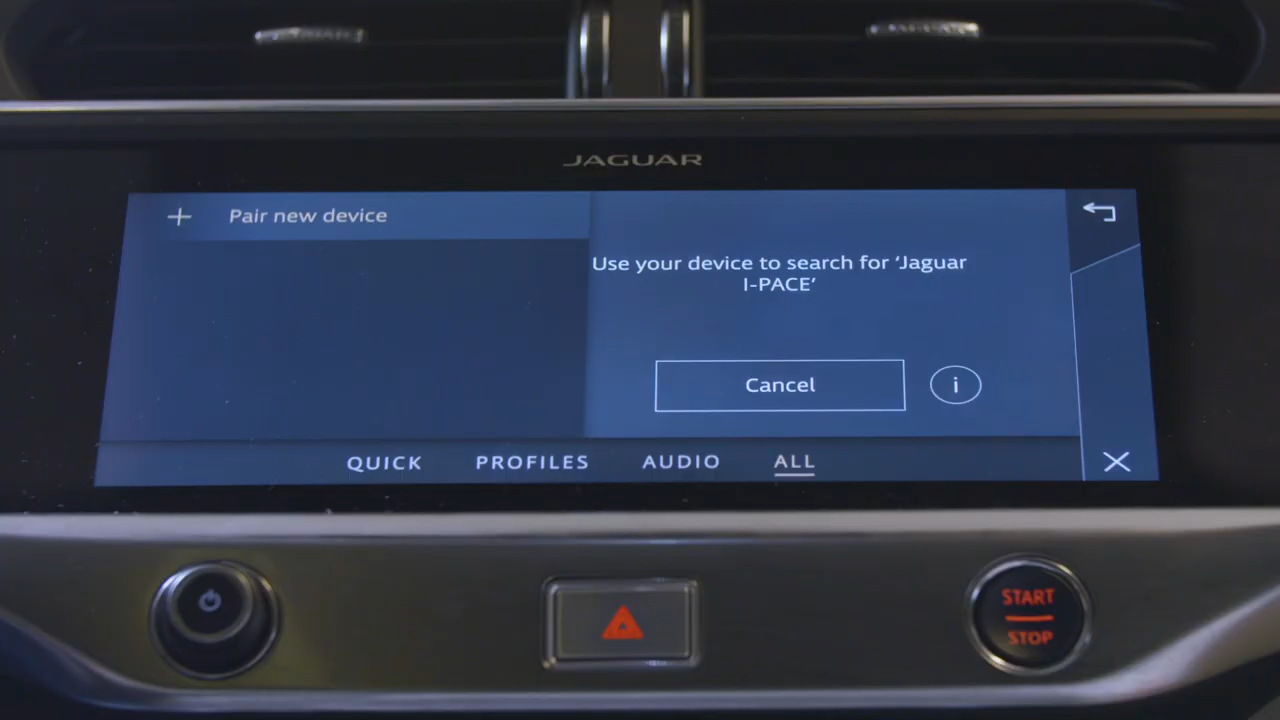 JAGUAR
Pair new device
Use your device to search for ‘Jaguar
I-PACE’
Cancel
i
QUICK PROFILES AUDIO ALL
START
STOP